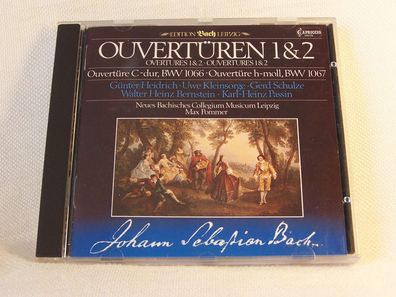 EDITION Bach LEIPZIG
CAPRICCIO
OUVERTÜREN 1 & 2
OVERTURES 1 & 2 · OUVERTURES 1 & 2
Ouvertüre C-dur, BWV 1066 · Ouvertüre h-moll, BWV 1067
Günter Heidrich · Uwe Kleinsorg · Gerd Schulze
Walter Heinz Bernstein · Karl-Heinz Passin
Neues Bachisches Collegium Musicum Leipzig
Max Pommer
Johann Sebastian Bach